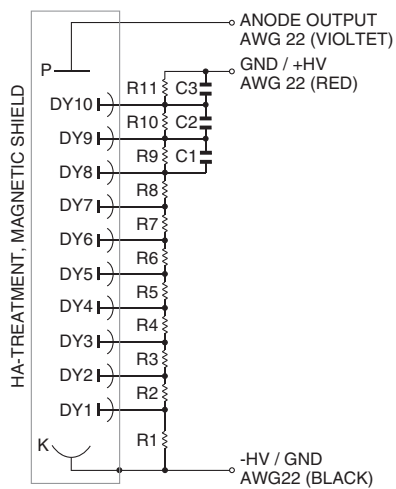 ANODE OUTPUT
AWG 22 (VIOLTET)
GND / +HV
AWG 22 (RED)
P
R11 C3
DY10
R10 C2
DY9
R9 C1
DY8
R8
DY7
R7
DY6
R6
DY5
R5
DY4
R4
DY3
R3
DY2
R2
DY1
R1
K
-HV / GND
AWG22 (BLACK)
HA-TREATMENT, MAGNETIC SHIELD